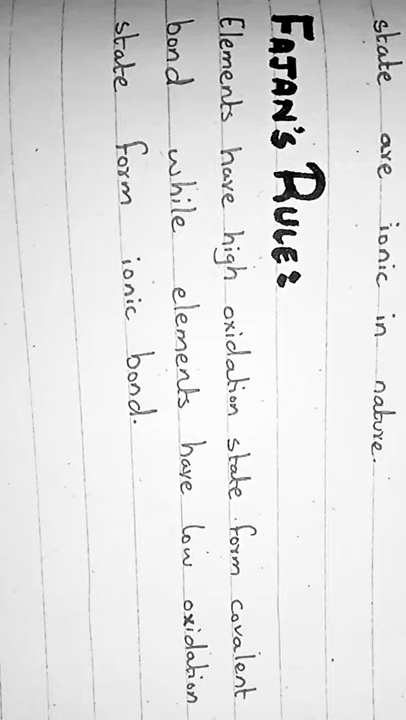 state are ionic in nature.
FAJAN'S RULES
Elements have high oxidation state form covalent
bond while elements have low oxidation
state form ionic bond.